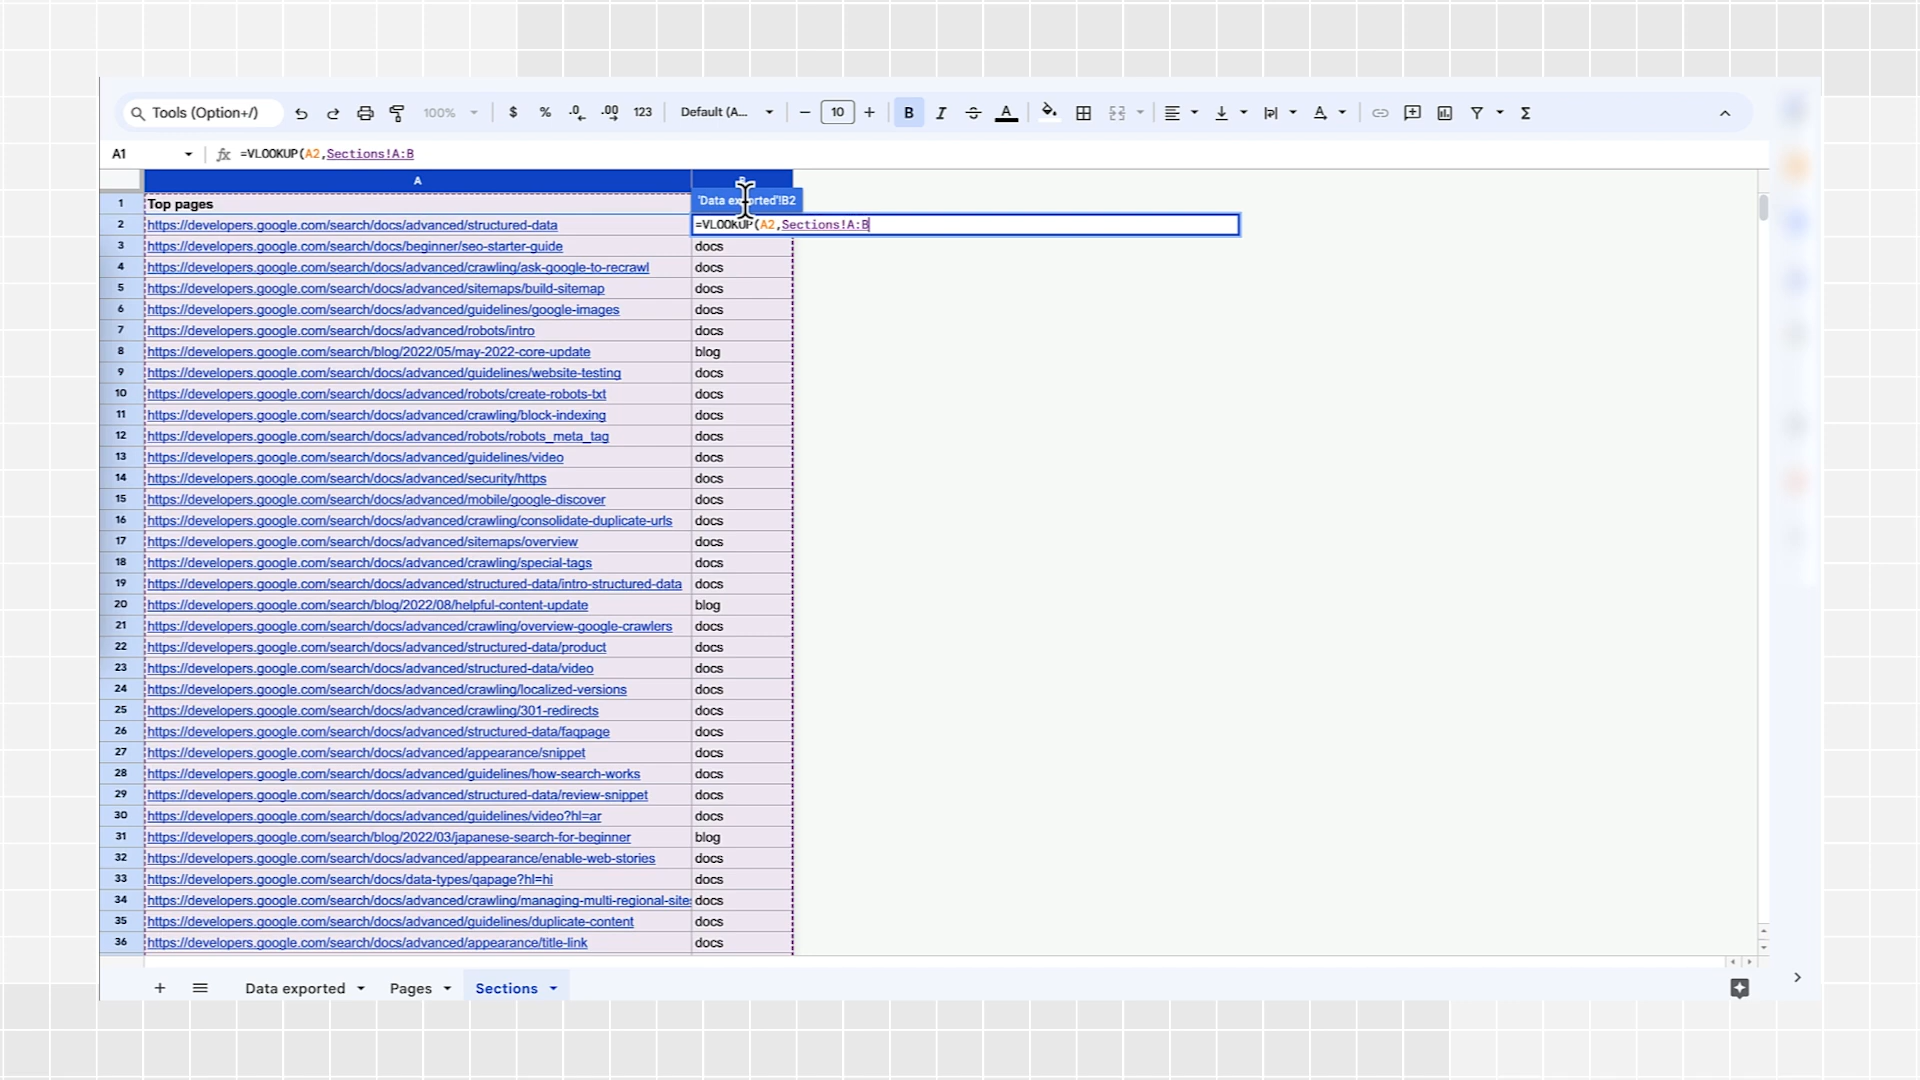 Tools (Option+/) 100% $ % .0 .00 123 Default (A... 10 B I A A Σ
A1 fx =VLOOKUP(A2,Sections!A:B
A
1 Top pages 'Data exported'!B2
2 https://developers.google.com/search/docs/advanced/structured-data =VLOOKUP(A2,Sections!A:B
3 https://developers.google.com/search/docs/beginner/seo-starter-guide docs
4 https://developers.google.com/search/docs/advanced/crawling/ask-google-to-recrawl docs
5 https://developers.google.com/search/docs/advanced/sitemaps/build-sitemap docs
6 https://developers.google.com/search/docs/advanced/guidelines/google-images docs
7 https://developers.google.com/search/docs/advanced/robots/intro docs
8 https://developers.google.com/search/blog/2022/05/may-2022-core-update blog
9 https://developers.google.com/search/docs/advanced/guidelines/website-testing docs
10 https://developers.google.com/search/docs/advanced/robots/create-robots-txt docs
11 https://developers.google.com/search/docs/advanced/crawling/block-indexing docs
12 https://developers.google.com/search/docs/advanced/robots/robots_meta_tag docs
13 https://developers.google.com/search/docs/advanced/guidelines/video docs
14 https://developers.google.com/search/docs/advanced/security/https docs
15 https://developers.google.com/search/docs/advanced/mobile/google-discover docs
16 https://developers.google.com/search/docs/advanced/crawling/consolidate-duplicate-urls docs
17 https://developers.google.com/search/docs/advanced/sitemaps/overview docs
18 https://developers.google.com/search/docs/advanced/crawling/special-tags docs
19 https://developers.google.com/search/docs/advanced/structured-data/intro-structured-data docs
20 https://developers.google.com/search/blog/2022/08/helpful-content-update blog
21 https://developers.google.com/search/docs/advanced/crawling/overview-google-crawlers docs
22 https://developers.google.com/search/docs/advanced/structured-data/product docs
23 https://developers.google.com/search/docs/advanced/structured-data/video docs
24 https://developers.google.com/search/docs/advanced/crawling/localized-versions docs
25 https://developers.google.com/search/docs/advanced/crawling/301-redirects docs
26 https://developers.google.com/search/docs/advanced/structured-data/faqpage docs
27 https://developers.google.com/search/docs/advanced/appearance/snippet docs
28 https://developers.google.com/search/docs/advanced/guidelines/how-search-works docs
29 https://developers.google.com/search/docs/advanced/structured-data/review-snippet docs
30 https://developers.google.com/search/docs/advanced/guidelines/video?hl=ar docs
31 https://developers.google.com/search/blog/2022/03/japanese-search-for-beginner blog
32 https://developers.google.com/search/docs/advanced/appearance/enable-web-stories docs
33 https://developers.google.com/search/docs/data-types/qapage?hl=hi docs
34 https://developers.google.com/search/docs/advanced/crawling/managing-multi-regional-sites docs
35 https://developers.google.com/search/docs/advanced/guidelines/duplicate-content docs
36 https://developers.google.com/search/docs/advanced/appearance/title-link docs
Data exported Pages Sections